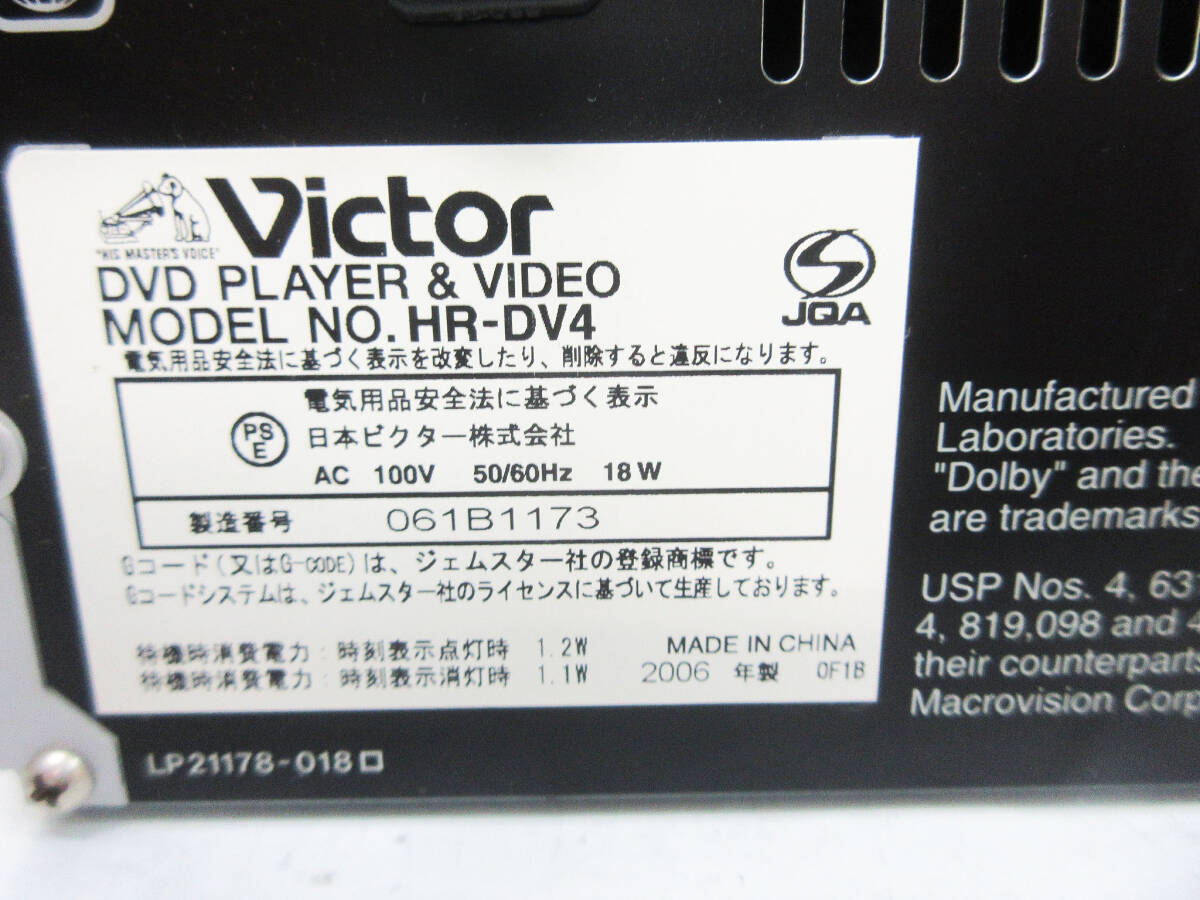 "HIS MASTER'S VOICE"
Victor
DVD PLAYER & VIDEO
MODEL NO. HR-DV4
JQA
電気用品安全法に基づく表示を改変したり、削除すると違反になります。
電気用品安全法に基づく表示
PS
E
日本ビクター株式会社
AC 100V 50/60Hz 18W
製造番号 061B1173
Gコード(又はG-CODE)は、ジェムスター社の登録商標です。
Gコードシステムは、ジェムスター社のライセンスに基づいて生産しております。
待機時消費電力:時刻表示点灯時 1.2W
待機時消費電力:時刻表示消灯時 1.1W
MADE IN CHINA
2006 年製 0F1B
LP21178-018
Manufactured
Laboratories.
"Dolby" and the
are trademarks
USP Nos. 4, 63
4, 819,098 and 4
their counterparts
Macrovision Corp